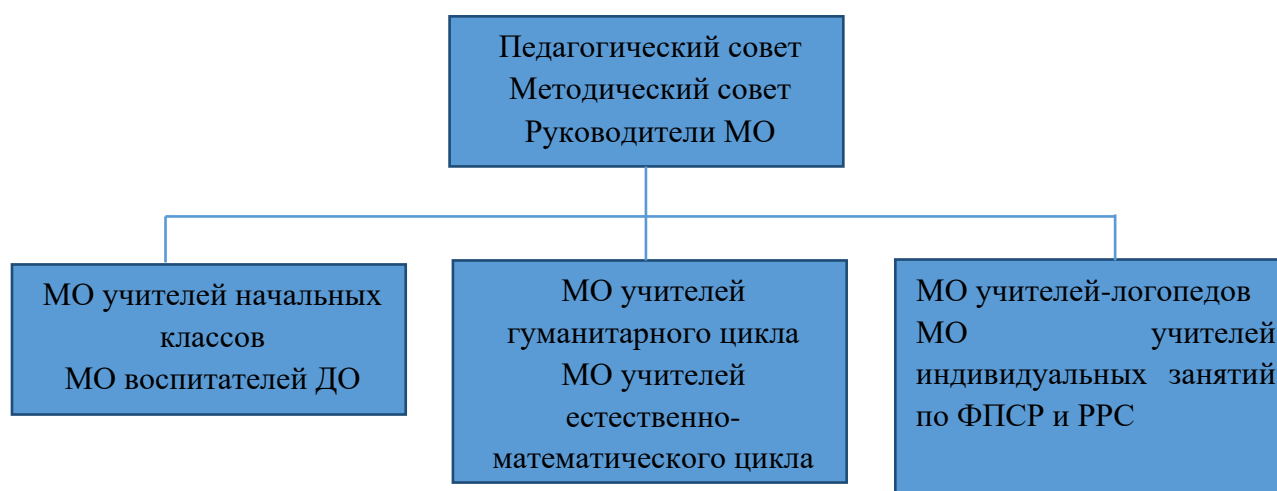 Педагогический совет
Методический совет
Руководители МО
МО учителей начальных
классов
МО воспитателей ДО
МО учителей
гуманитарного цикла
МО учителей
естественно-
математического цикла
МО учителей-логопедов
МО учителей
индивидуальных занятий
по ФПСР и РРС